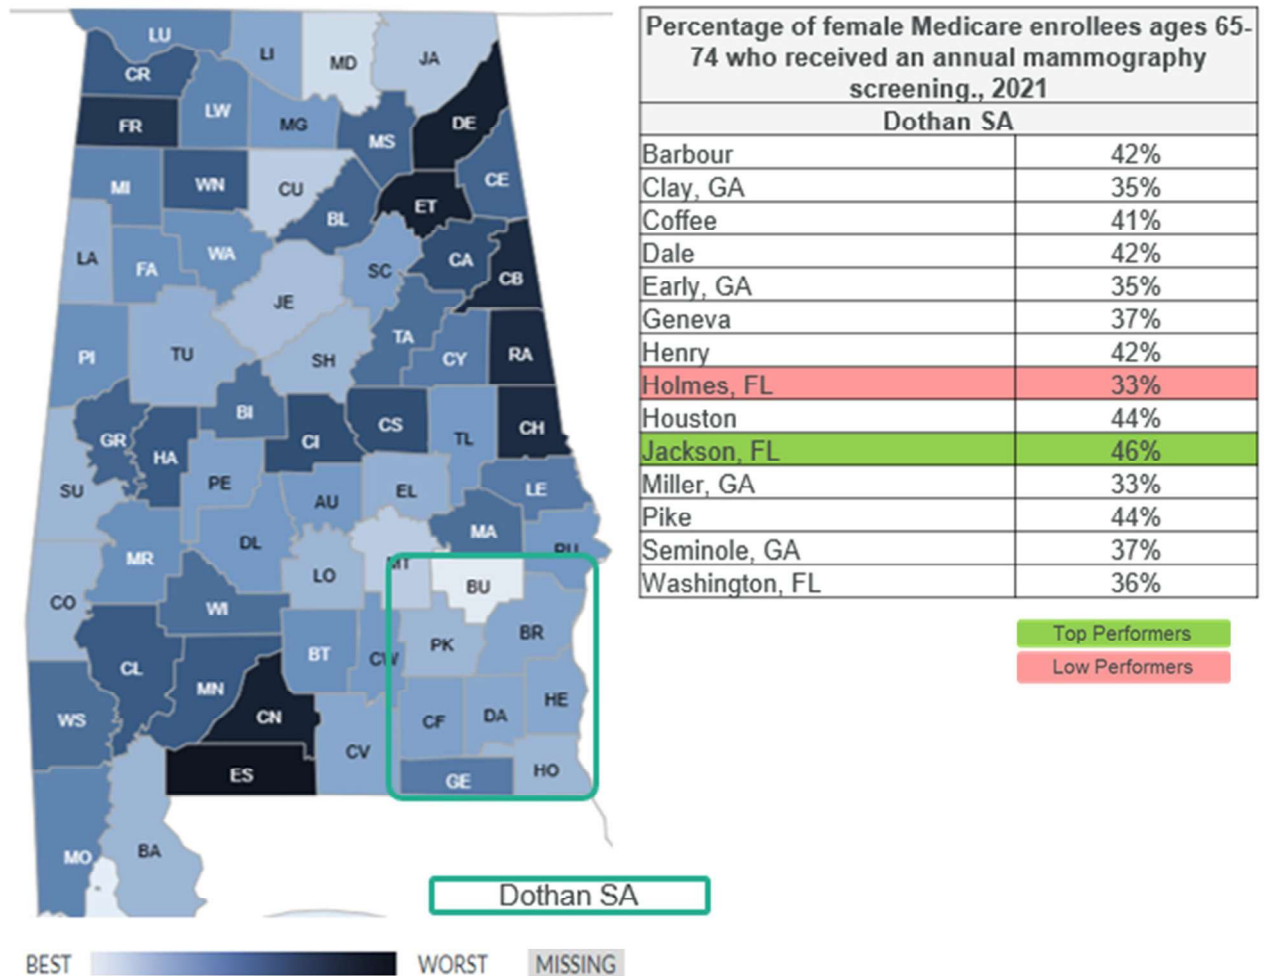 LU
LI
MD
JA
CR
LW
MG
FR
MS
DE
MI
WN
CU
BL
ET
CE
LA
FA
WA
JE
SC
CA
CB
PI
TU
SH
TA
CY
RA
GR
HA
BI
CI
CS
TL
CH
SU
PE
AU
EL
LE
MR
DL
MA
RU
LO
MT
BU
CO
WI
BT
CW
PK
BR
CL
MN
CN
CV
CF
DA
HE
WS
ES
GE
HO
MO
BA
Dothan SA
BEST
WORST
MISSING
Percentage of female Medicare enrollees ages 65-
74 who received an annual mammography
screening., 2021
Dothan SA
Barbour 42%
Clay, GA 35%
Coffee 41%
Dale 42%
Early, GA 35%
Geneva 37%
Henry 42%
Holmes, FL 33%
Houston 44%
Jackson, FL 46%
Miller, GA 33%
Pike 44%
Seminole, GA 37%
Washington, FL 36%
Top Performers
Low Performers